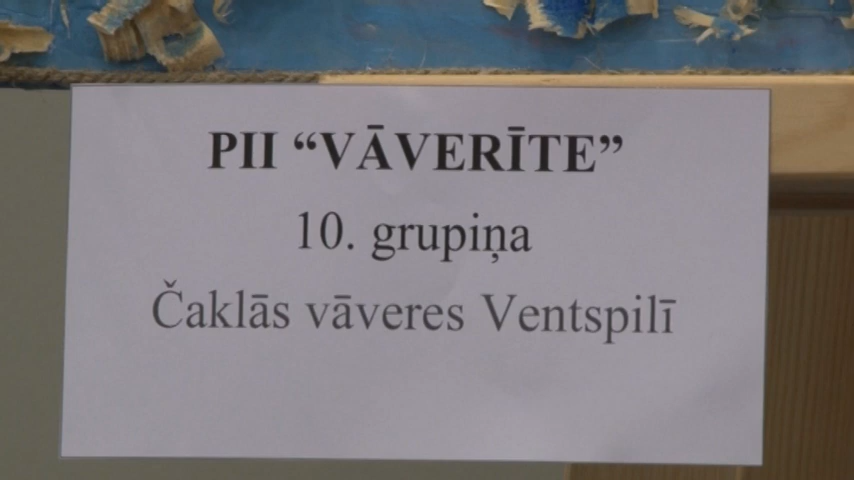 PII “VĀVERĪTE”
10. grupiņa
Čaklās vāveres Ventspilī